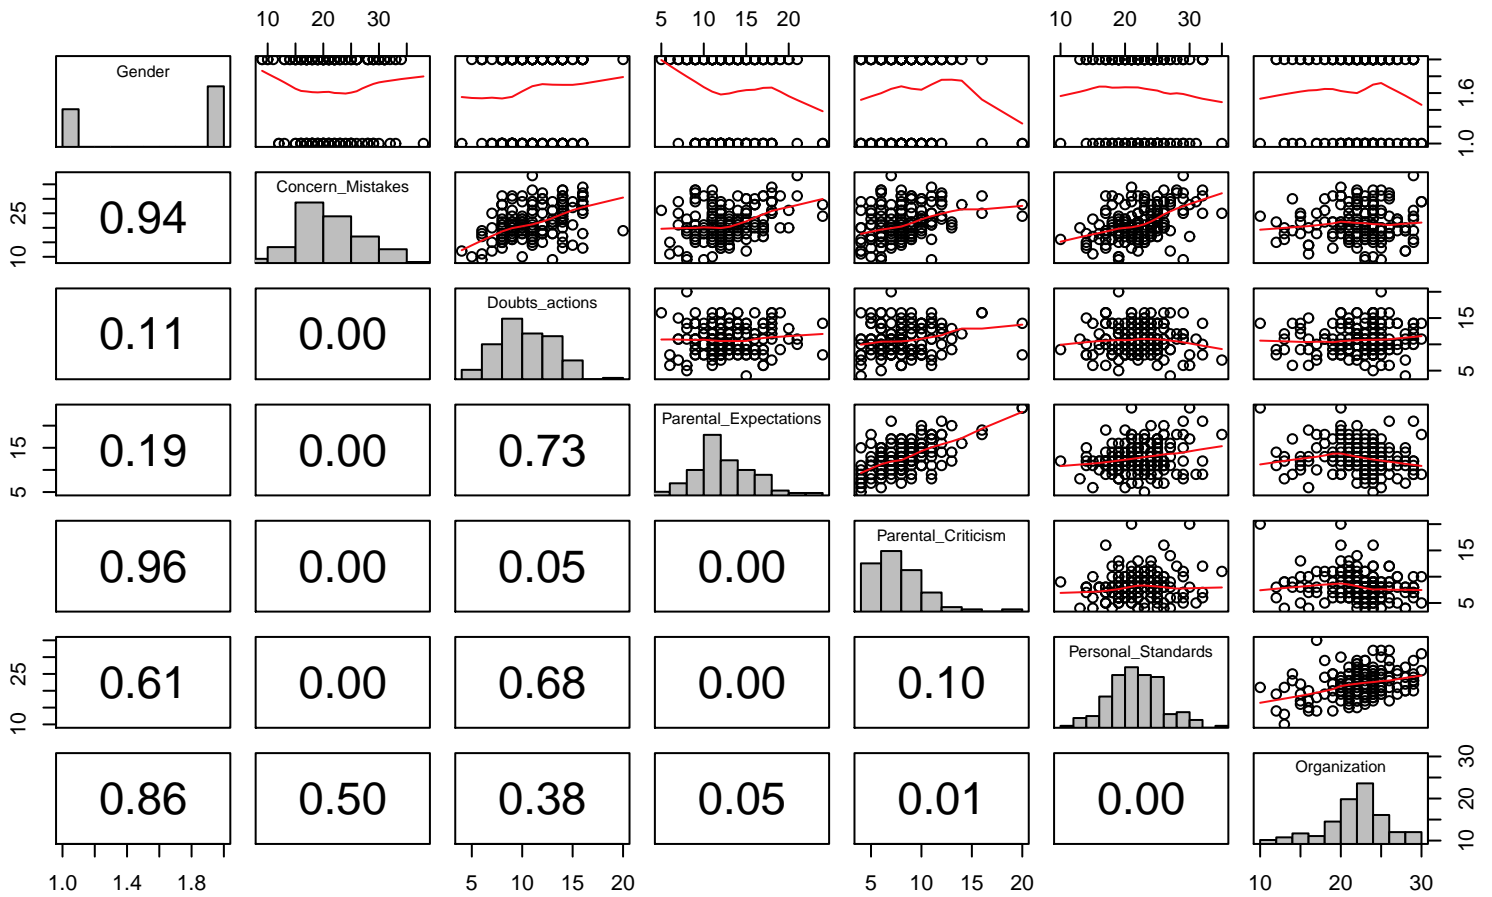 10 20 30 5 10 15 20 10 20 30
Gender
1.0 1.6
Concern_Mistakes
10 25
0.94
Doubts_actions
0.11 0.00
5 15
Parental_Expectations
5 15
0.19 0.00 0.73
Parental_Criticism
0.96 0.00 0.05 0.00
5 15
Personal_Standards
10 25
0.61 0.00 0.68 0.00 0.10
Organization
0.86 0.50 0.38 0.05 0.01 0.00
10 20 30
1.0 1.4 1.8 5 10 15 20 5 10 15 20 10 20 30